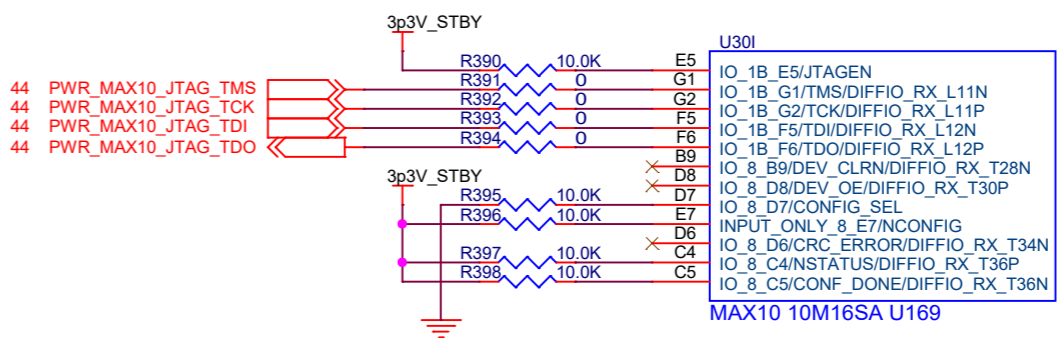 3p3V_STBY
U30I
R390 10.0K E5 IO_1B_E5/JTAGEN
44 PWR_MAX10_JTAG_TMS R391 0 G1 IO_1B_G1/TMS/DIFFIO_RX_L11N
44 PWR_MAX10_JTAG_TCK R392 0 G2 IO_1B_G2/TCK/DIFFIO_RX_L11P
44 PWR_MAX10_JTAG_TDI R393 0 F5 IO_1B_F5/TDI/DIFFIO_RX_L12N
44 PWR_MAX10_JTAG_TDO R394 0 F6 IO_1B_F6/TDO/DIFFIO_RX_L12P
B9 IO_8_B9/DEV_CLRN/DIFFIO_RX_T28N
3p3V_STBY D8 IO_8_D8/DEV_OE/DIFFIO_RX_T30P
R395 10.0K D7 IO_8_D7/CONFIG_SEL
R396 10.0K E7 INPUT_ONLY_8_E7/NCONFIG
D6 IO_8_D6/CRC_ERROR/DIFFIO_RX_T34N
R397 10.0K C4 IO_8_C4/NSTATUS/DIFFIO_RX_T36P
R398 10.0K C5 IO_8_C5/CONF_DONE/DIFFIO_RX_T36N
MAX10 10M16SA U169